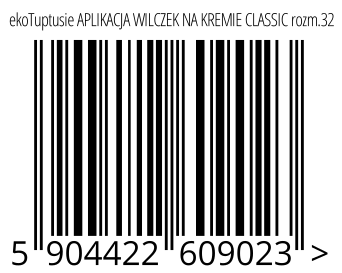 ekoTuptusie APLIKACJA WILCZEK NA KREMIE CLASSIC rozm.32
5 904422 609023 >